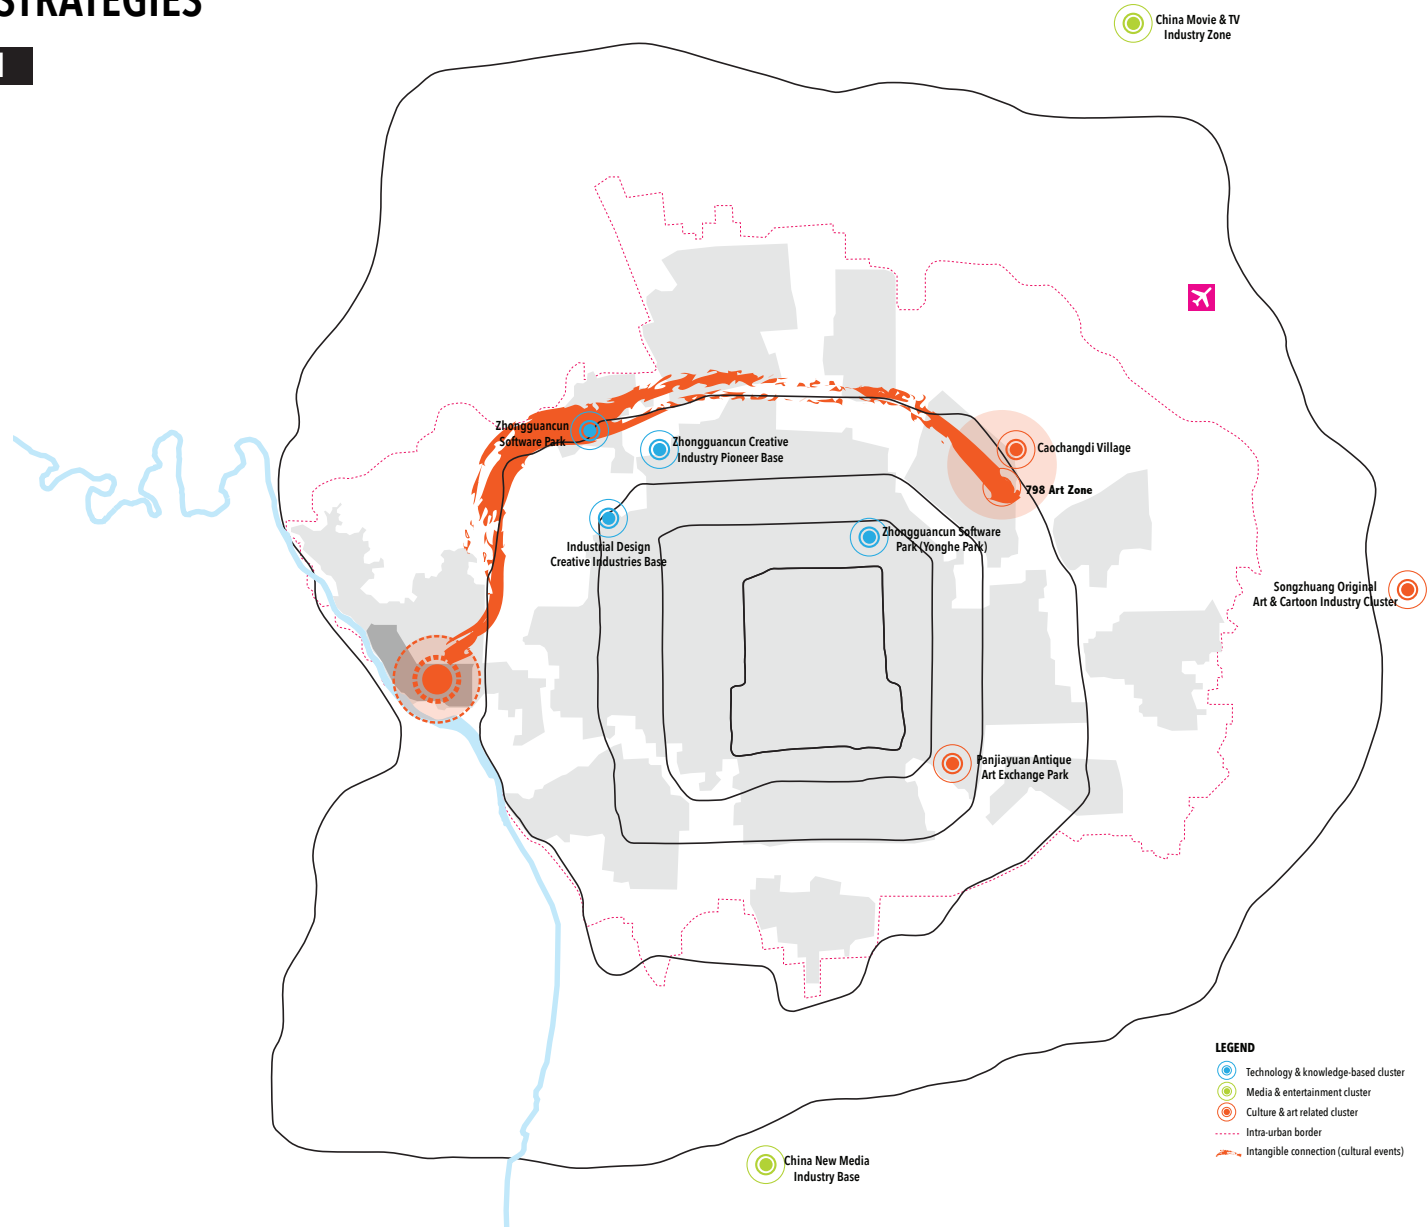 STRATEGIES
China Movie & TV
Industry Zone
Zhongguancun
Software Park
Zhongguancun Creative
Industry Pioneer Base
Caochangdi Village
798 Art Zone
Industrial Design
Creative Industries Base
Zhongguancun Software
Park (Yonghe Park)
Songzhuang Original
Art & Cartoon Industry Cluster
Panjiayuan Antique
Art Exchange Park
LEGEND
Technology & knowledge-based cluster
Media & entertainment cluster
Culture & art related cluster
Intra-urban border
Intangible connection (cultural events)
China New Media
Industry Base